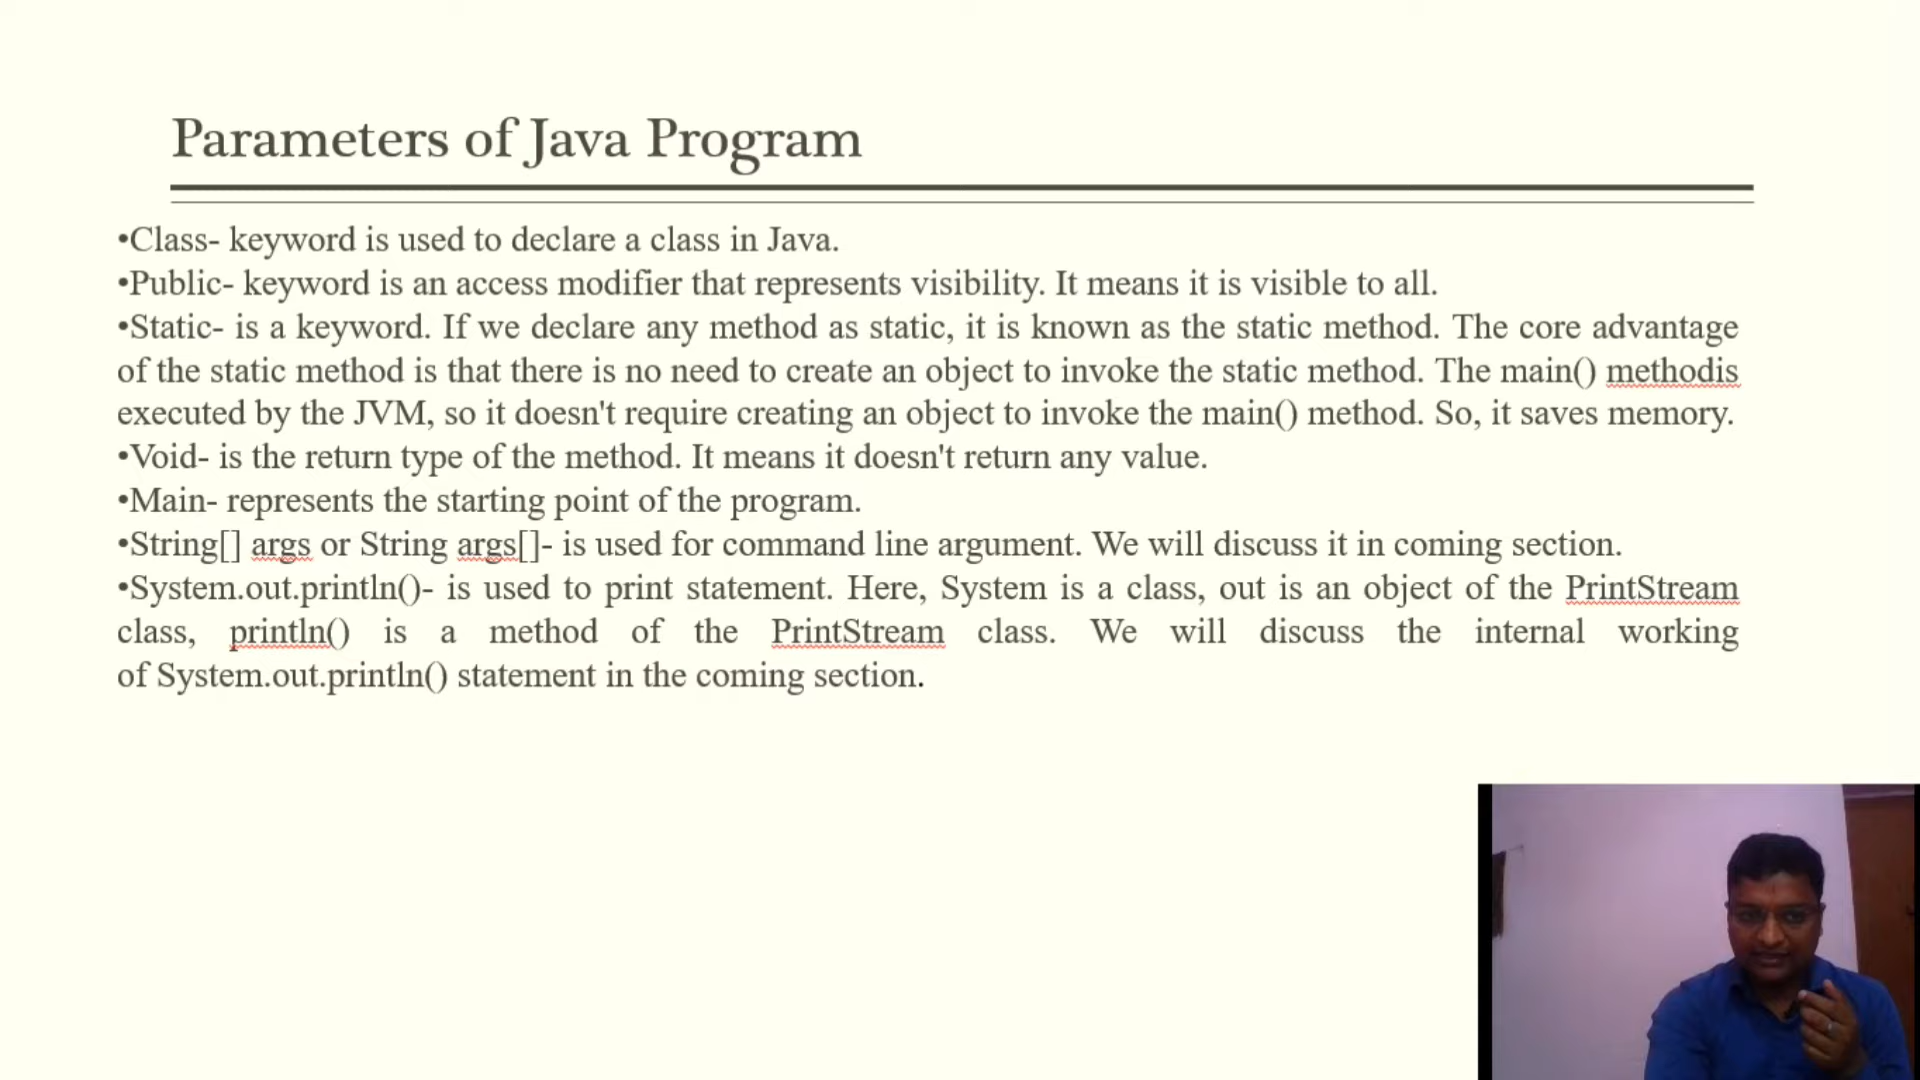 Parameters of Java Program
•Class- keyword is used to declare a class in Java.
•Public- keyword is an access modifier that represents visibility. It means it is visible to all.
•Static- is a keyword. If we declare any method as static, it is known as the static method. The core advantage
of the static method is that there is no need to create an object to invoke the static method. The main() methodis
executed by the JVM, so it doesn't require creating an object to invoke the main() method. So, it saves memory.
•Void- is the return type of the method. It means it doesn't return any value.
•Main- represents the starting point of the program.
•String[] args or String args[]- is used for command line argument. We will discuss it in coming section.
•System.out.println()- is used to print statement. Here, System is a class, out is an object of the PrintStream
class, println() is a method of the PrintStream class. We will discuss the internal working
of System.out.println() statement in the coming section.